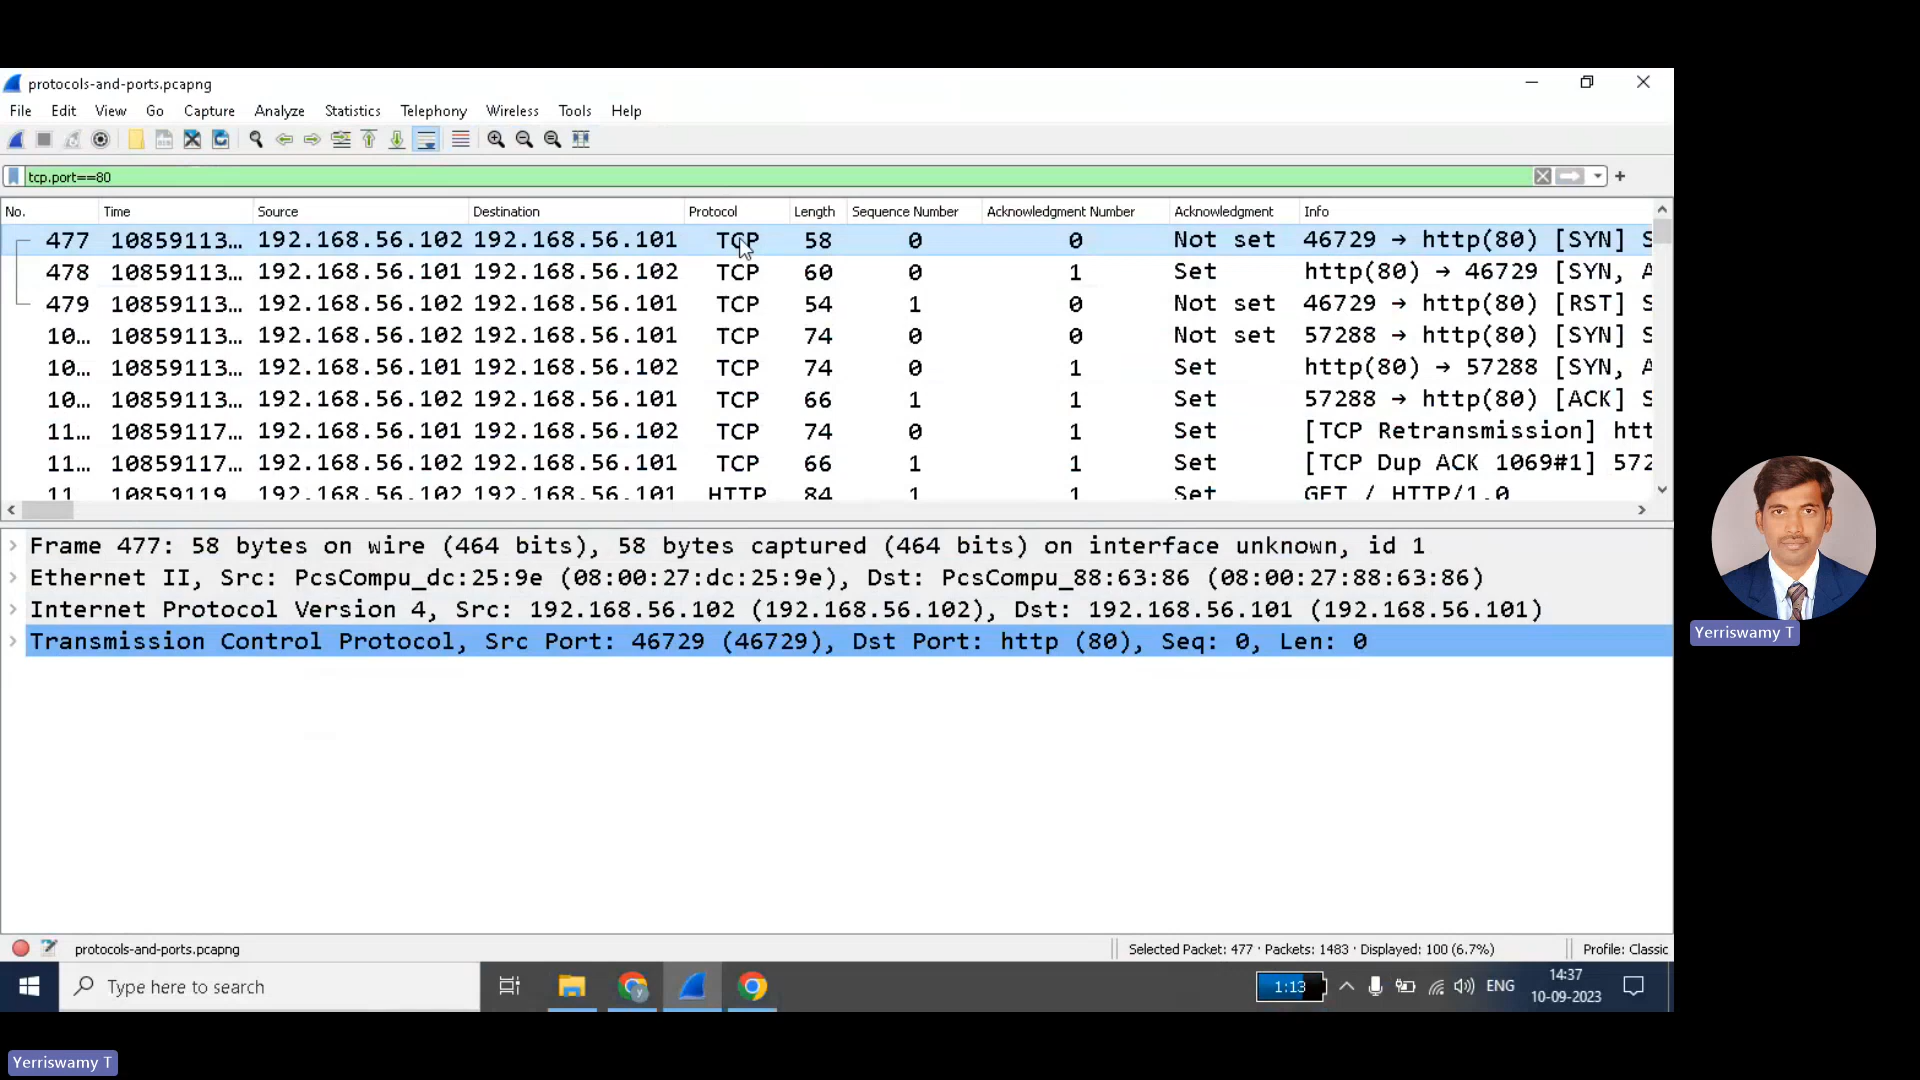 protocols-and-ports.pcapng
File Edit View Go Capture Analyze Statistics Telephony Wireless Tools Help
tcp.port==80
No. Time Source Destination Protocol Length Sequence Number Acknowledgment Number Acknowledgment Info
477 10859113... 192.168.56.102 192.168.56.101 TCP 58 0 0 Not set 46729 → http(80) [SYN] S
478 10859113... 192.168.56.101 192.168.56.102 TCP 60 0 1 Set http(80) → 46729 [SYN, A
479 10859113... 192.168.56.102 192.168.56.101 TCP 54 1 0 Not set 46729 → http(80) [RST] S
10... 10859113... 192.168.56.102 192.168.56.101 TCP 74 0 0 Not set 57288 → http(80) [SYN] S
10... 10859113... 192.168.56.101 192.168.56.102 TCP 74 0 1 Set http(80) → 57288 [SYN, A
10... 10859113... 192.168.56.102 192.168.56.101 TCP 66 1 1 Set 57288 → http(80) [ACK] S
11... 10859117... 192.168.56.101 192.168.56.102 TCP 74 0 1 Set [TCP Retransmission] htt
11... 10859117... 192.168.56.102 192.168.56.101 TCP 66 1 1 Set [TCP Dup ACK 1069#1] 572
11 10859119 192.168.56.102 192.168.56.101 HTTP 84 1 1 Set GET / HTTP/1.0
Frame 477: 58 bytes on wire (464 bits), 58 bytes captured (464 bits) on interface unknown, id 1
Ethernet II, Src: PcsCompu_dc:25:9e (08:00:27:dc:25:9e), Dst: PcsCompu_88:63:86 (08:00:27:88:63:86)
Internet Protocol Version 4, Src: 192.168.56.102 (192.168.56.102), Dst: 192.168.56.101 (192.168.56.101)
Transmission Control Protocol, Src Port: 46729 (46729), Dst Port: http (80), Seq: 0, Len: 0
Yerriswamy T
protocols-and-ports.pcapng
Selected Packet: 477 · Packets: 1483 · Displayed: 100 (6.7%)
Profile: Classic
Type here to search
1:13
ENG
14:37
10-09-2023
Yerriswamy T